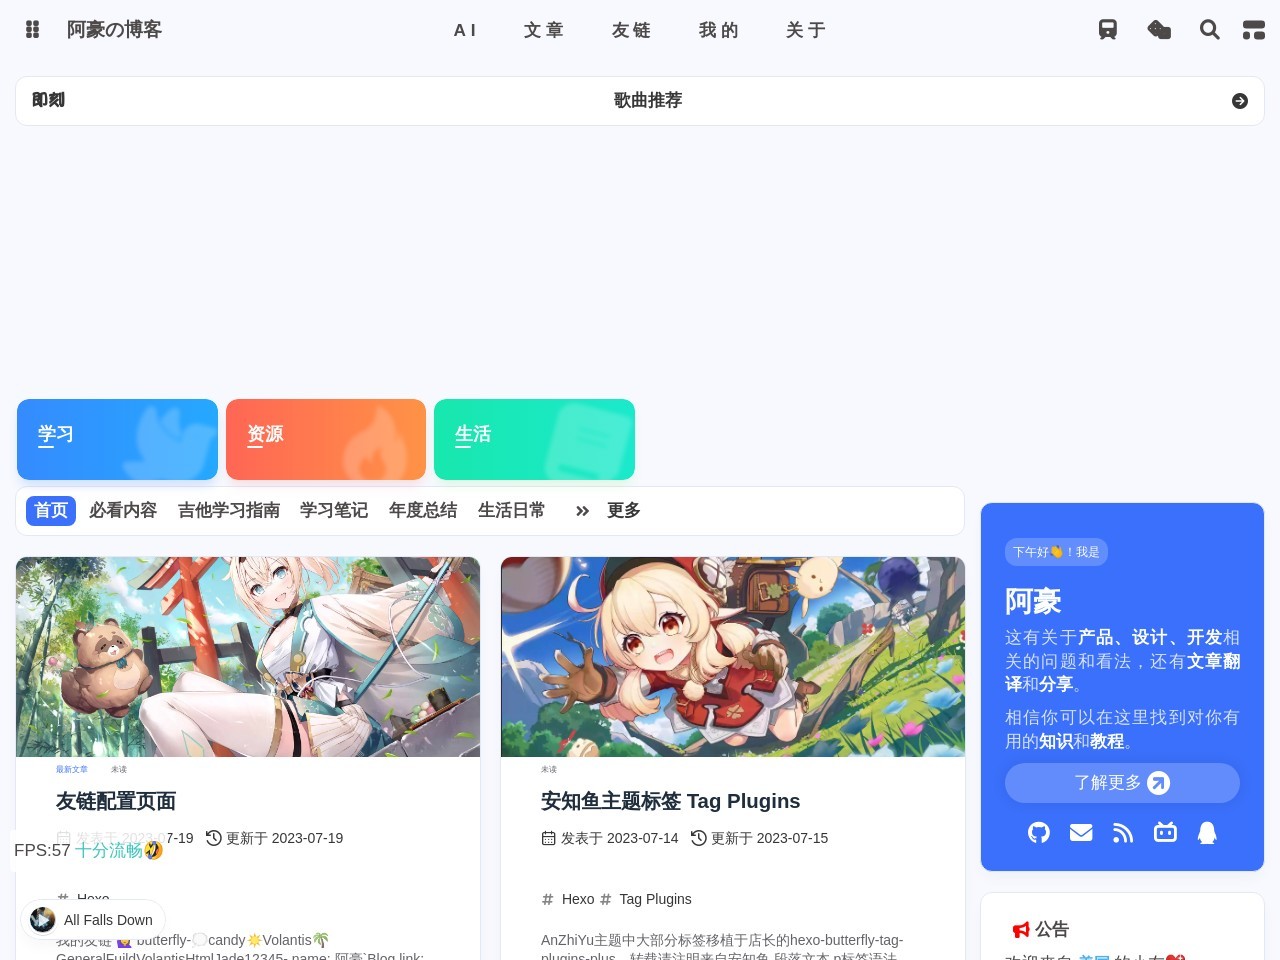 阿豪の博客
AI 文章 友链 我的 关于
即刻 歌曲推荐
学习
资源
生活
首页 必看内容 吉他学习指南 学习笔记 年度总结 生活日常 更多
下午好👋！我是
阿豪
这有关于产品、设计、开发相
关的问题和看法，还有文章翻
译和分享。
相信你可以在这里找到对你有
用的知识和教程。
了解更多
公告
欢迎来自 美国 的小友💖
最新文章 未读
友链配置页面
发表于 2023-07-19 更新于 2023-07-19
# Hexo
我的友链 🙋‍♀️ butterfly-💭candy🌟Volantis🌴
GeneralFuildVolantisHtmlJade12345- name: 阿豪`Blog link:
未读
安知鱼主题标签 Tag Plugins
发表于 2023-07-14 更新于 2023-07-15
# Hexo # Tag Plugins
AnZhiYu主题中大部分标签移植于店长的hexo-butterfly-tag-
plugins-plus，转载请注明来自安知鱼 段落文本 p标签语法
FPS:57 十分流畅🤣
All Falls Down